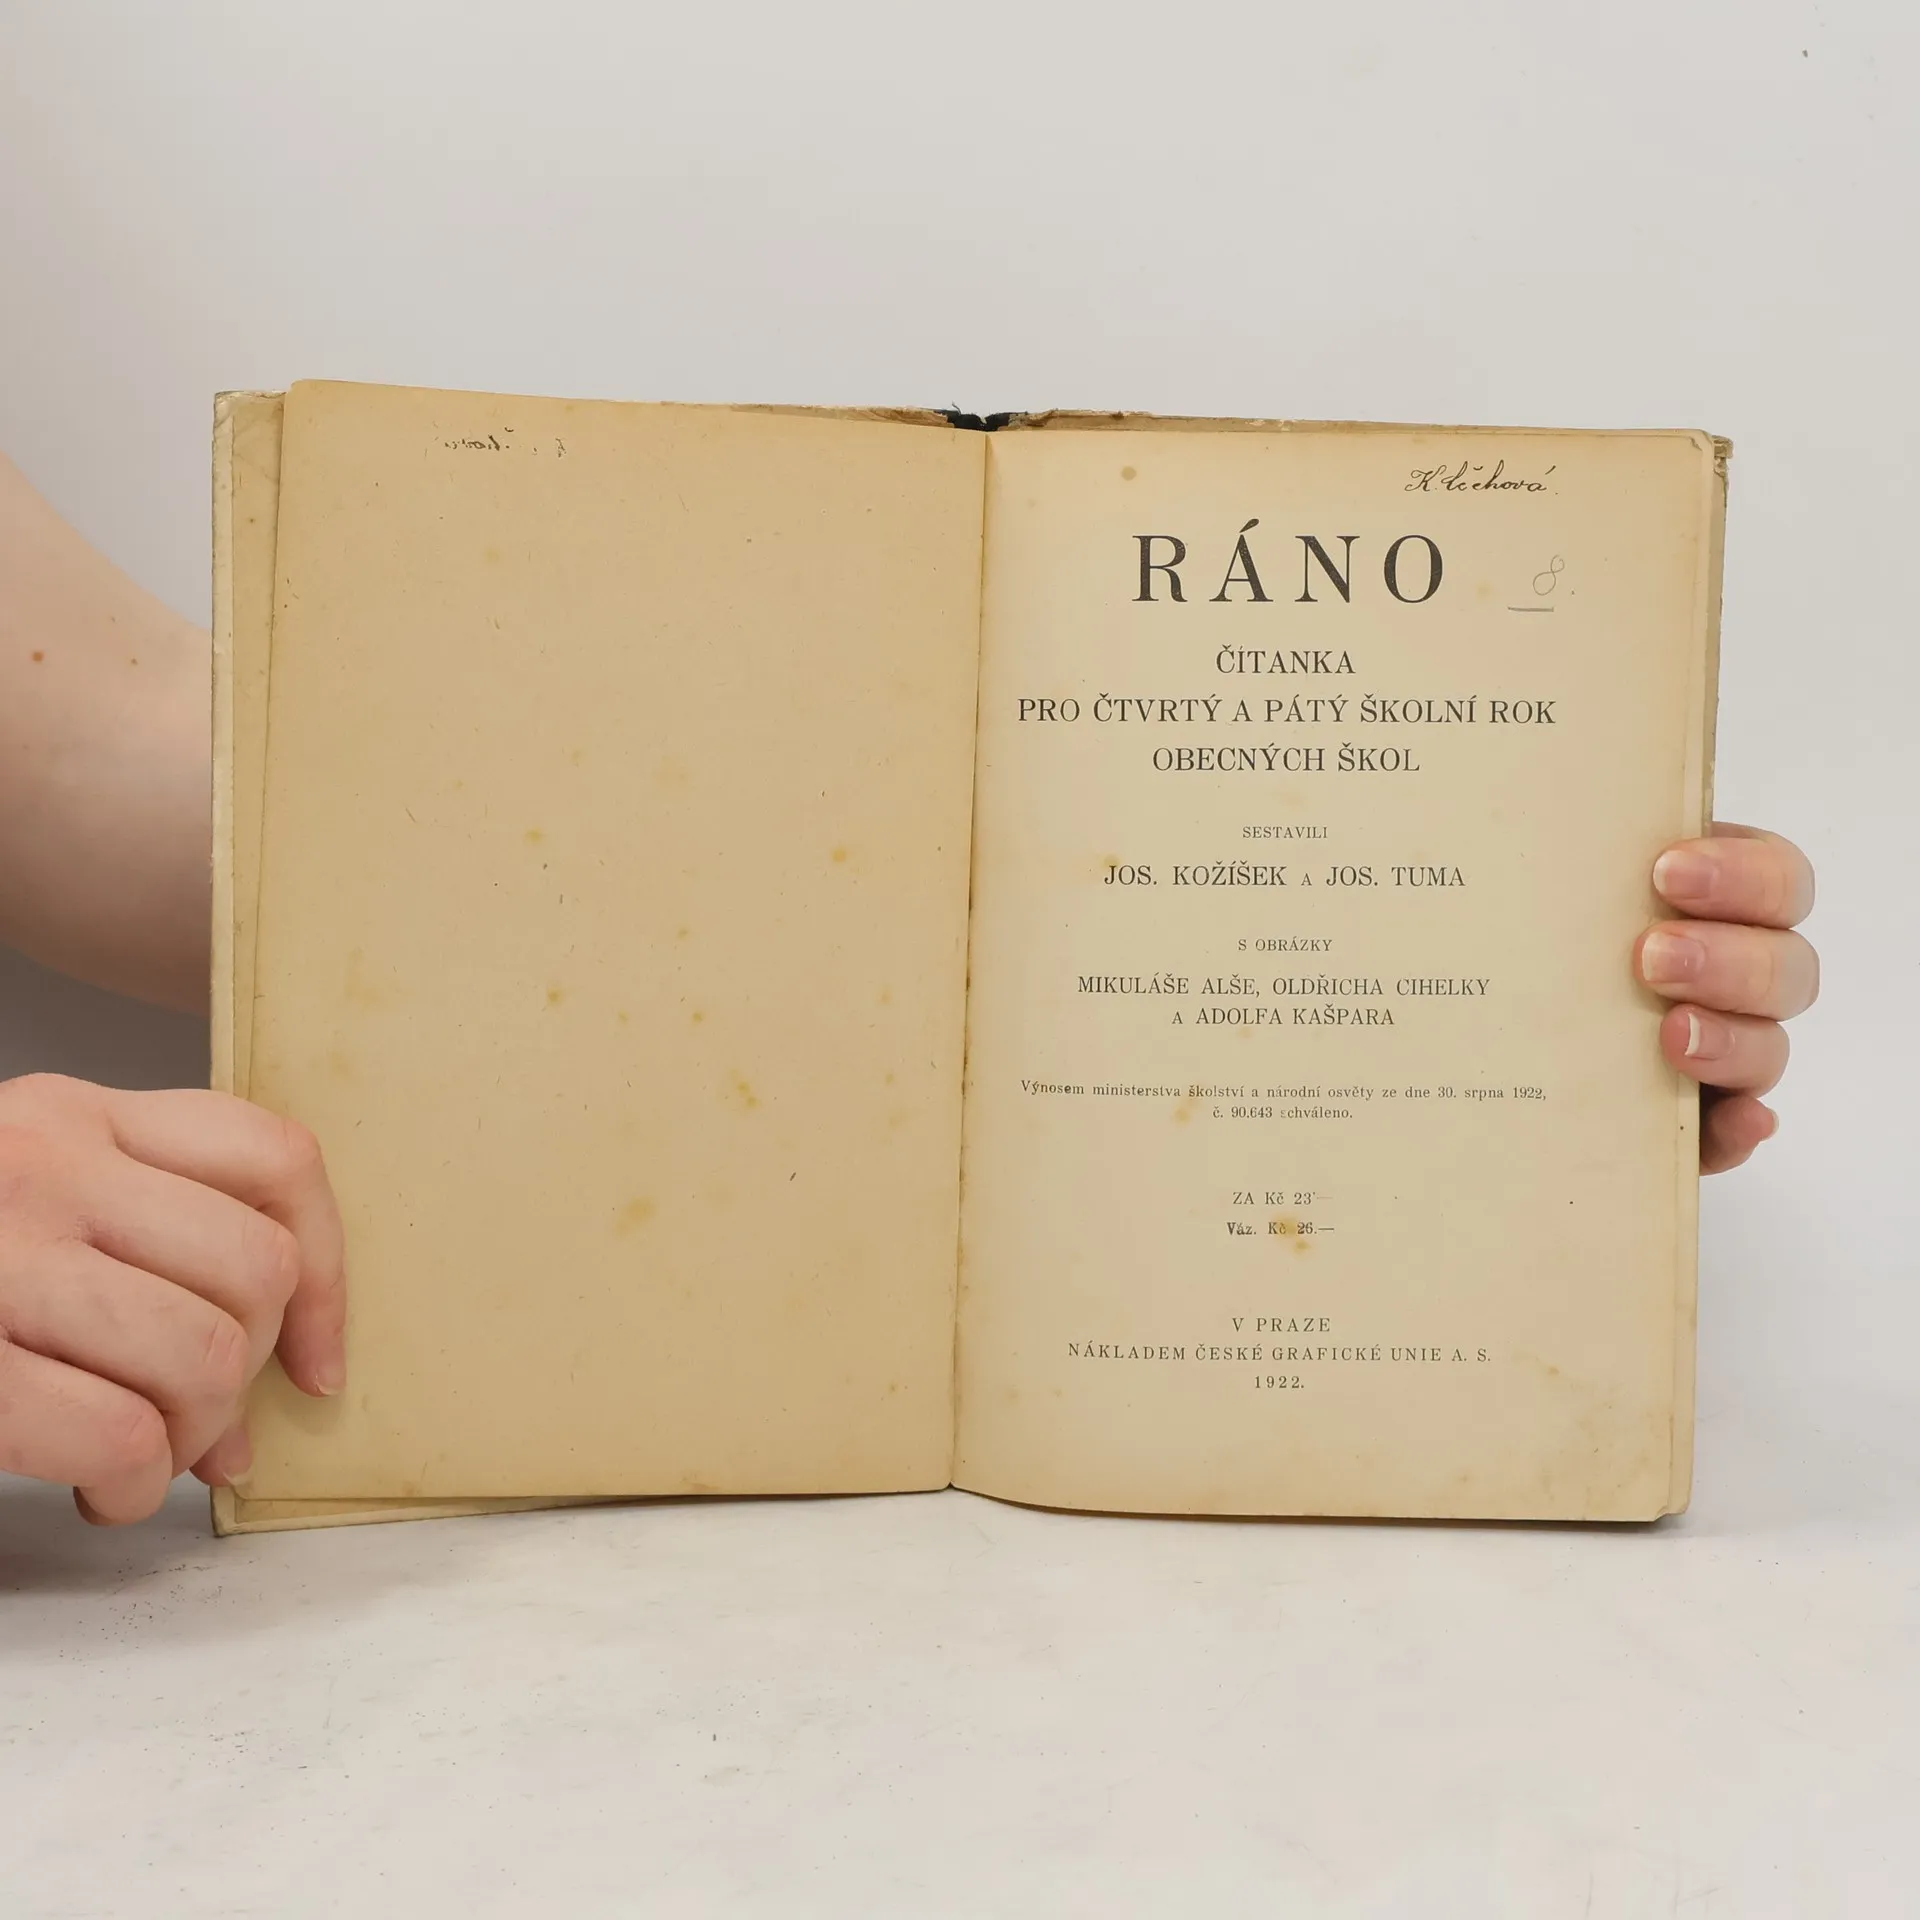 K. Čechová.
RÁNO
8.
ČÍTANKA
PRO ČTVRTÝ A PÁTÝ ŠKOLNÍ ROK
OBECNÝCH ŠKOL
SESTAVILI
JOS. KOŽÍŠEK A JOS. TUMA
S OBRÁZKY
MIKULÁŠE ALŠE, OLDŘICHA CIHELKY
A ADOLFA KAŠPARA
Výnosem ministerstva školství a národní osvěty ze dne 30. srpna 1922,
č. 90.643 schváleno.
ZA Kč 23·—
Váz. Kč 26.—
V PRAZE
NÁKLADEM ČESKÉ GRAFICKÉ UNIE A. S.
1922.